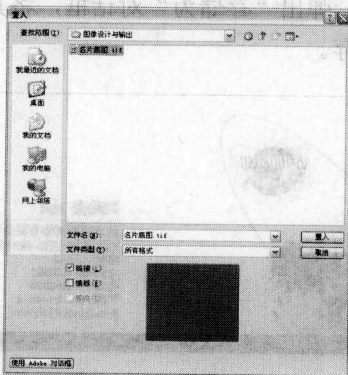 置入
查找范围(I):
图像设计与输出
名片底图.tif
我最近的文档
桌面
我的文档
我的电脑
网上邻居
文件名(N):
名片底图.tif
置入
文件类型(T):
所有格式
取消
链接(L)
模板(E)
使用 Adobe 对话框